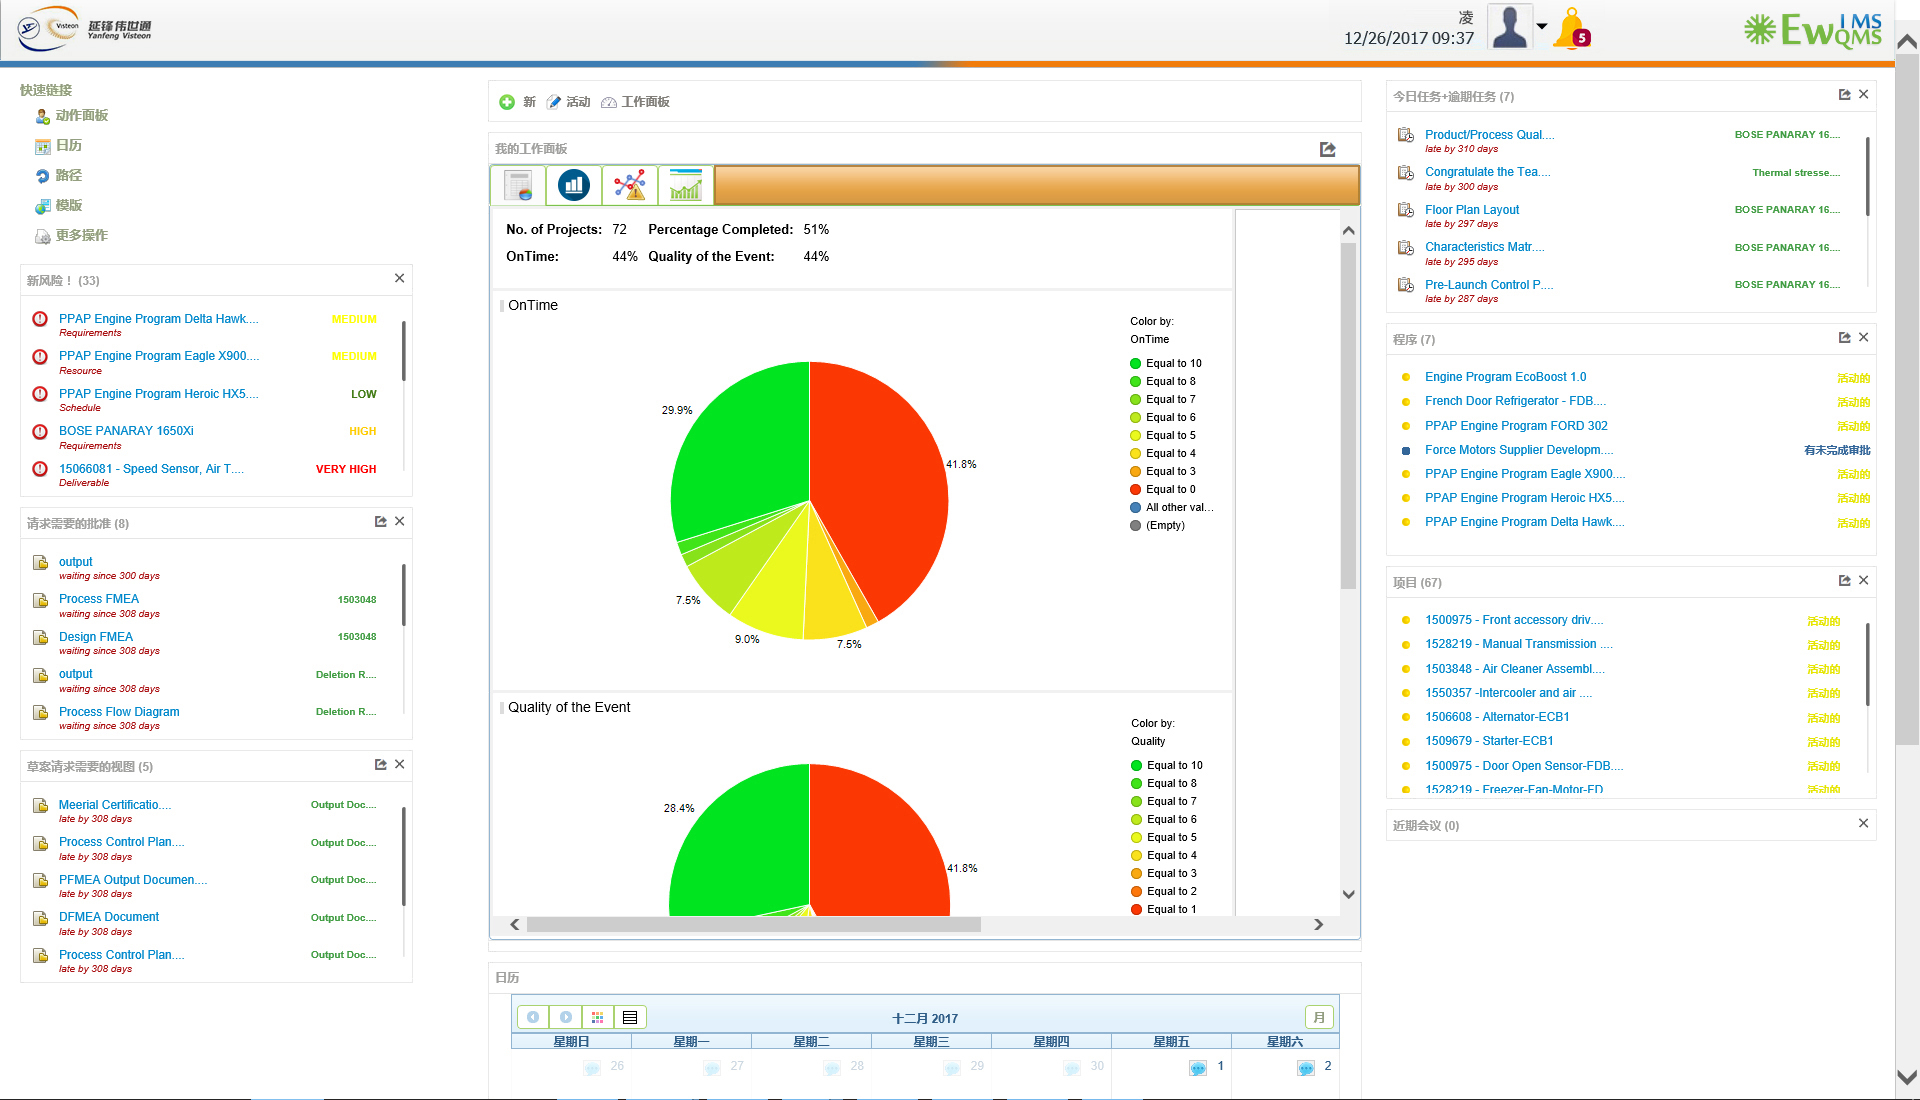 Visteon
延锋伟世通
Yanfeng Visteon
凌
12/26/2017 09:37
5
EwIMS
QMS
快速链接
动作面板
日历
路径
模版
更多操作
新风险！ (33)
PPAP Engine Program Delta Hawk.... MEDIUM
Requirements
PPAP Engine Program Eagle X900.... MEDIUM
Resource
PPAP Engine Program Heroic HX5.... LOW
Schedule
BOSE PANARAY 1650Xi HIGH
Requirements
15066081 - Speed Sensor, Air T.... VERY HIGH
Deliverable
请求需要的批准 (8)
output
waiting since 300 days
Process FMEA 1503048
waiting since 308 days
Design FMEA 1503048
waiting since 308 days
output Deletion R....
waiting since 308 days
Process Flow Diagram Deletion R....
waiting since 308 days
草案请求需要的视图 (5)
Meerial Certificatio.... Output Doc....
late by 308 days
Process Control Plan.... Output Doc....
late by 308 days
PFMEA Output Documen.... Output Doc....
late by 308 days
DFMEA Document Output Doc....
late by 308 days
Process Control Plan.... Output Doc....
late by 308 days
新 活动 工作面板
我的工作面板
No. of Projects: 72 Percentage Completed: 51%
OnTime: 44% Quality of the Event: 44%
OnTime
Color by:
OnTime
Equal to 10
Equal to 8
Equal to 7
Equal to 6
Equal to 5
Equal to 4
Equal to 3
Equal to 0
All other val...
(Empty)
29.9%
41.8%
7.5%
9.0%
7.5%
Quality of the Event
Color by:
Quality
Equal to 10
Equal to 8
Equal to 7
Equal to 6
Equal to 5
Equal to 4
Equal to 3
Equal to 2
Equal to 1
28.4%
41.8%
日历
十二月 2017
月
星期日 星期一 星期二 星期三 星期四 星期五 星期六
26 27 28 29 30 1 2
今日任务+逾期任务 (7)
Product/Process Qual.... BOSE PANARAY 16....
late by 310 days
Congratulate the Tea.... Thermal stresse....
late by 300 days
Floor Plan Layout BOSE PANARAY 16....
late by 297 days
Characteristics Matr.... BOSE PANARAY 16....
late by 295 days
Pre-Launch Control P.... BOSE PANARAY 16....
late by 287 days
程序 (7)
Engine Program EcoBoost 1.0 活动的
French Door Refrigerator - FDB.... 活动的
PPAP Engine Program FORD 302 活动的
Force Motors Supplier Developm.... 有未完成审批
PPAP Engine Program Eagle X900.... 活动的
PPAP Engine Program Heroic HX5.... 活动的
PPAP Engine Program Delta Hawk.... 活动的
项目 (67)
1500975 - Front accessory driv.... 活动的
1528219 - Manual Transmission .... 活动的
1503848 - Air Cleaner Assembl.... 活动的
1550357 -Intercooler and air .... 活动的
1506608 - Alternator-ECB1 活动的
1509679 - Starter-ECB1 活动的
1500975 - Door Open Sensor-FDB.... 活动的
1528219 - Freezer-Fan-Motor-FD 活动的
近期会议 (0)